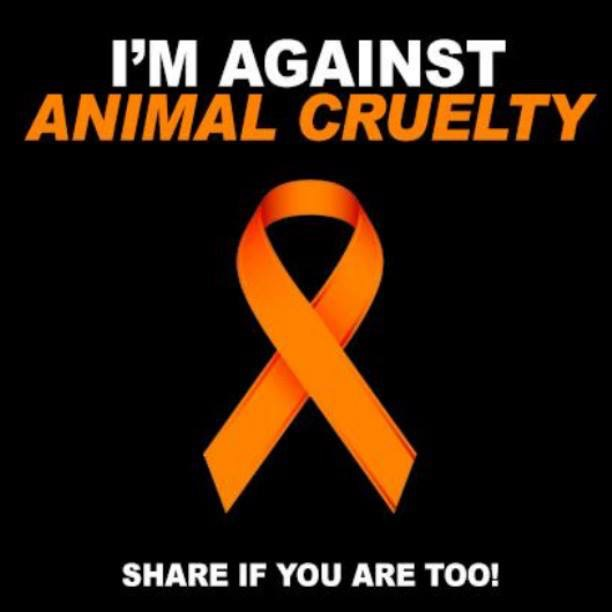 I'M AGAINST
ANIMAL CRUELTY
SHARE IF YOU ARE TOO!